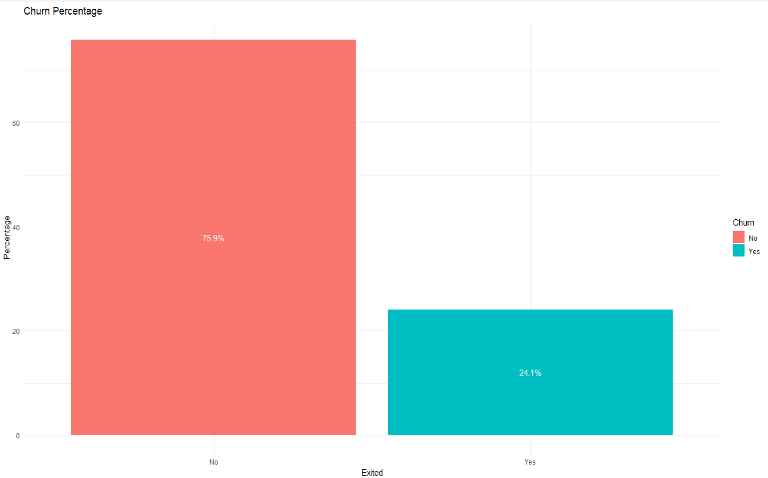 Churn Percentage
Percentage
60
40
20
0
75.9%
24.1%
No
Yes
Exited
Churn
No
Yes